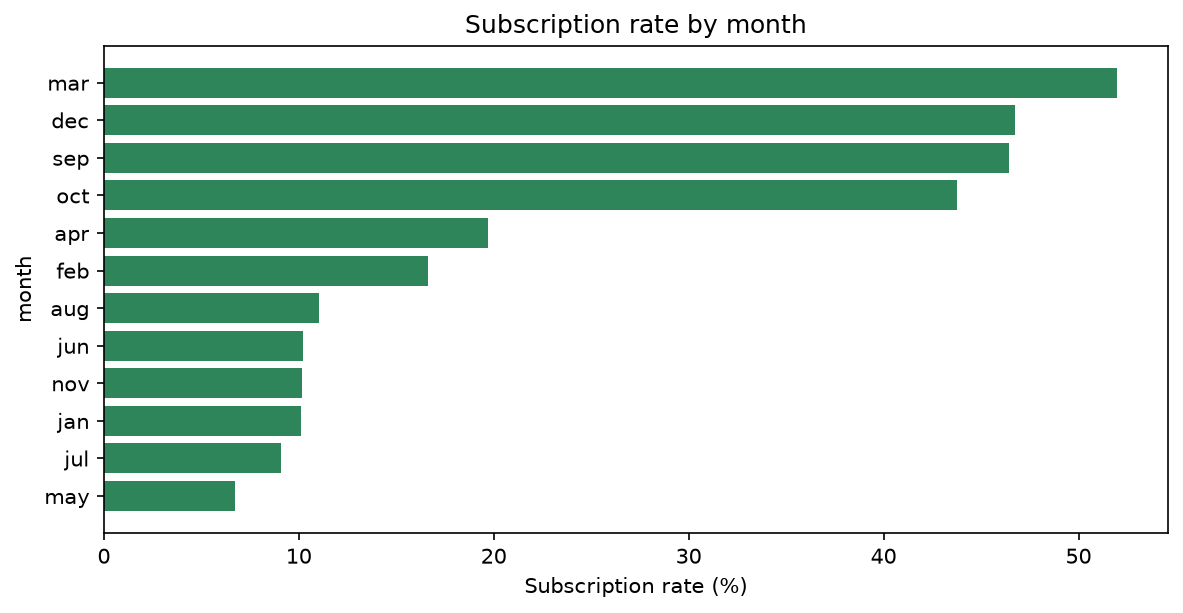 Subscription rate by month
month
mar
dec
sep
oct
apr
feb
aug
jun
nov
jan
jul
may
0 10 20 30 40 50
Subscription rate (%)